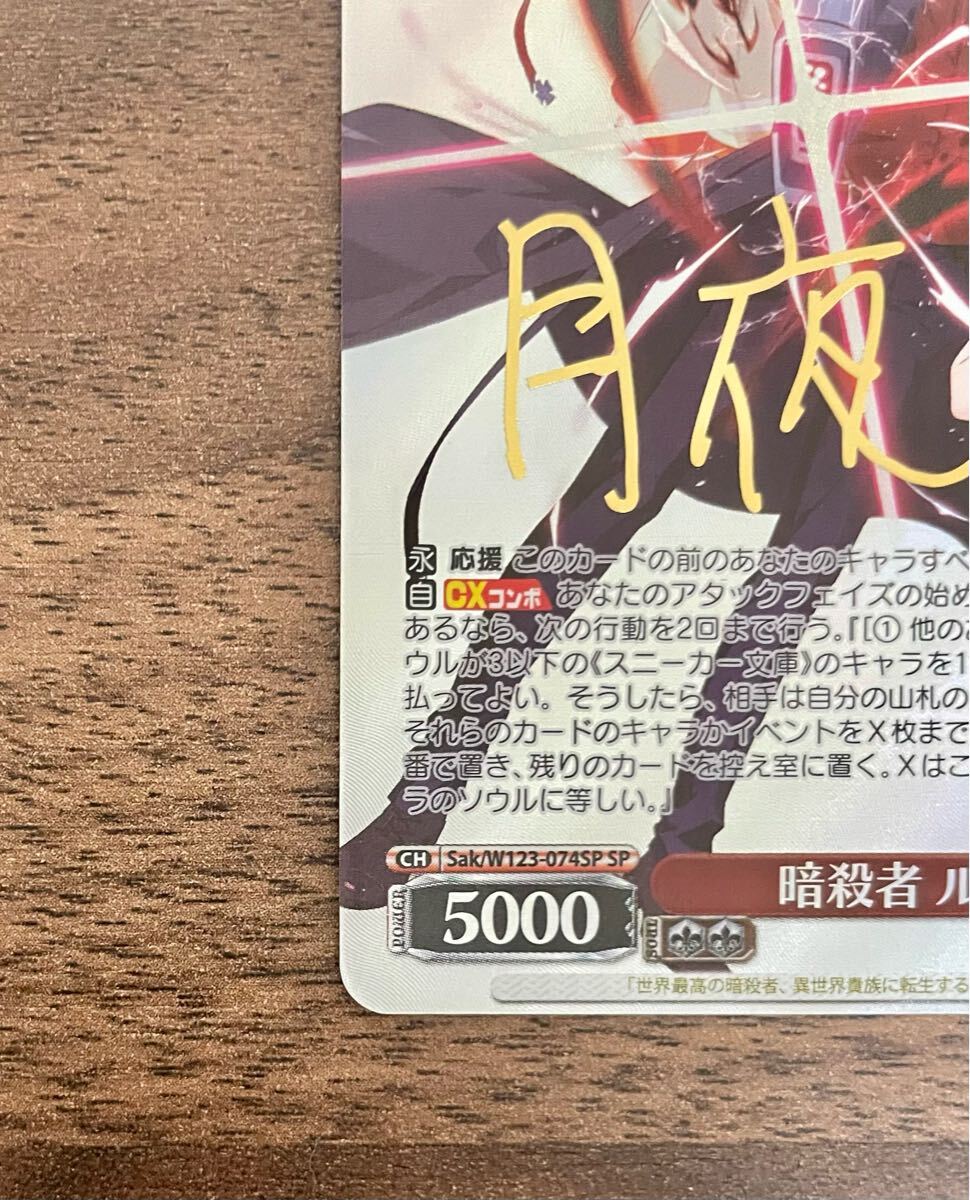 月夜
永 応援 このカードの前のあなたのキャラすべ
自 CXコンボ あなたのアタックフェイズの始め
あるなら、次の行動を2回まで行う。『[① 他の
ウルが3以下の《スニーカー文庫》のキャラを1
払ってよい。そうしたら、相手は自分の山札の
それらのカードのキャラかイベントをX枚まで
番で置き、残りのカードを控え室に置く。Xはこ
らのソウルに等しい。』
CH Sak/W123-074SP SP
POWER 5000
暗殺者 ル
SOUL
「世界最高の暗殺者、異世界貴族に転生する